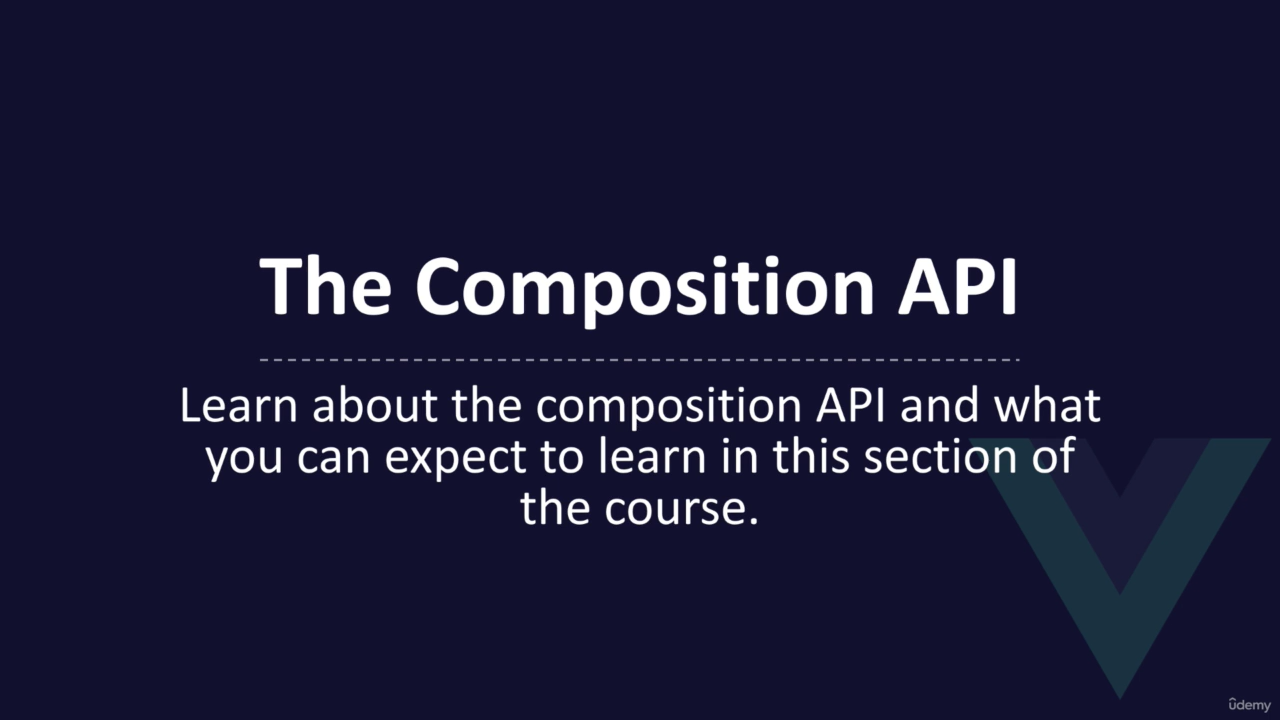 The Composition API
Learn about the composition API and what
you can expect to learn in this section of
the course.
ûdemy